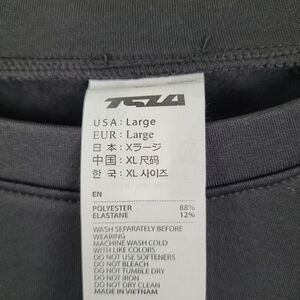 TSLA
USA : Large
EUR : Large
日 本 : Xラージ
中 国 : XL 尺码
한 국 : XL 사이즈
EN
POLYESTER 88%
ELASTANE 12%
WASH SEPARATELY BEFORE
WEARING
MACHINE WASH COLD
WITH LIKE COLORS
DO NOT USE SOFTENERS
DO NOT BLEACH
DO NOT TUMBLE DRY
DO NOT IRON
DO NOT DRY CLEAN
MADE IN VIETNAM